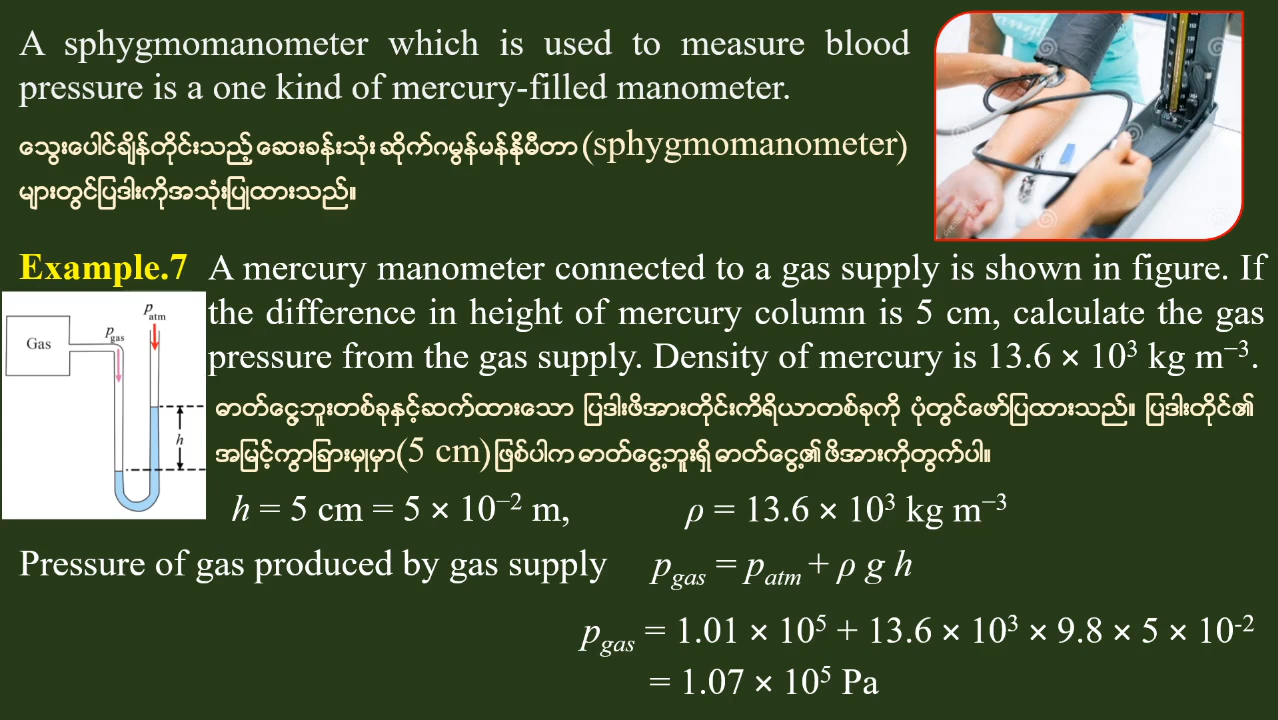 A sphygmomanometer which is used to measure blood
pressure is a one kind of mercury-filled manometer.
သွေးပေါင်ချိန်တိုင်းသည့် ဆေးခန်းသုံး ဆိုက်ဂမွန်မန်နိုမီတာ (sphygmomanometer)
များတွင်ပြဒါးကိုအသုံးပြုထားသည်။
Example.7 A mercury manometer connected to a gas supply is shown in figure. If
the difference in height of mercury column is 5 cm, calculate the gas
pressure from the gas supply. Density of mercury is 13.6 × 10³ kg m⁻³.
Gas
p gas
p atm
h
ဓာတ်ငွေ့ဘူးတစ်ခုနှင့်ဆက်ထားသော ပြဒါးဖိအားတိုင်းကိရိယာတစ်ခုကို ပုံတွင်ဖော်ပြထားသည်။ ပြဒါးတိုင်၏
အမြင့်ကွာခြားမှုမှာ(5 cm)ဖြစ်ပါက ဓာတ်ငွေ့ဘူးရှိ ဓာတ်ငွေ့၏ ဖိအားကိုတွက်ပါ။
h = 5 cm = 5 × 10⁻² m, ρ = 13.6 × 10³ kg m⁻³
Pressure of gas produced by gas supply p gas = p atm + ρ g h
p gas = 1.01 × 10⁵ + 13.6 × 10³ × 9.8 × 5 × 10⁻²
= 1.07 × 10⁵ Pa